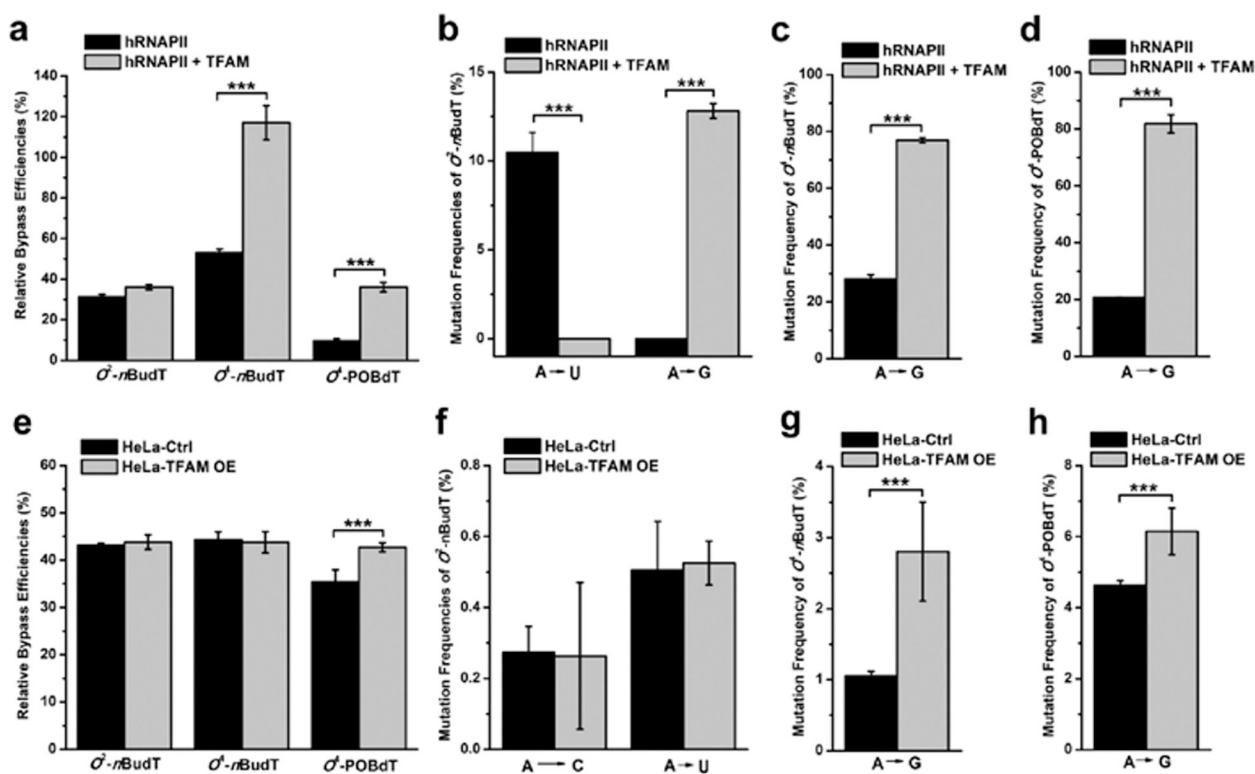 a
hRNAPII
hRNAPII + TFAM
Relative Bypass Efficiencies (%)
140
120
100
80
60
40
20
0
***
***
O²-nBudT
O⁴-nBudT
O⁴-POBdT
b
hRNAPII
hRNAPII + TFAM
Mutation Frequencies of O²-nBudT (%)
15
10
5
0
***
***
A → U
A → G
c
hRNAPII
hRNAPII + TFAM
Mutation Frequency of O⁴-nBudT (%)
100
80
60
40
20
0
***
A → G
d
hRNAPII
hRNAPII + TFAM
Mutation Frequency of O⁴-POBdT (%)
100
80
60
40
20
0
***
A → G
e
HeLa-Ctrl
HeLa-TFAM OE
Relative Bypass Efficiencies (%)
60
50
40
30
20
10
0
***
O²-nBudT
O⁴-nBudT
O⁴-POBdT
f
HeLa-Ctrl
HeLa-TFAM OE
Mutation Frequencies of O²-nBudT (%)
0.8
0.6
0.4
0.2
0.0
A → C
A → U
g
HeLa-Ctrl
HeLa-TFAM OE
Mutation Frequency of O⁴-nBudT (%)
4
3
2
1
0
***
A → G
h
HeLa-Ctrl
HeLa-TFAM OE
Mutation Frequency of O⁴-POBdT (%)
8
6
4
2
0
***
A → G